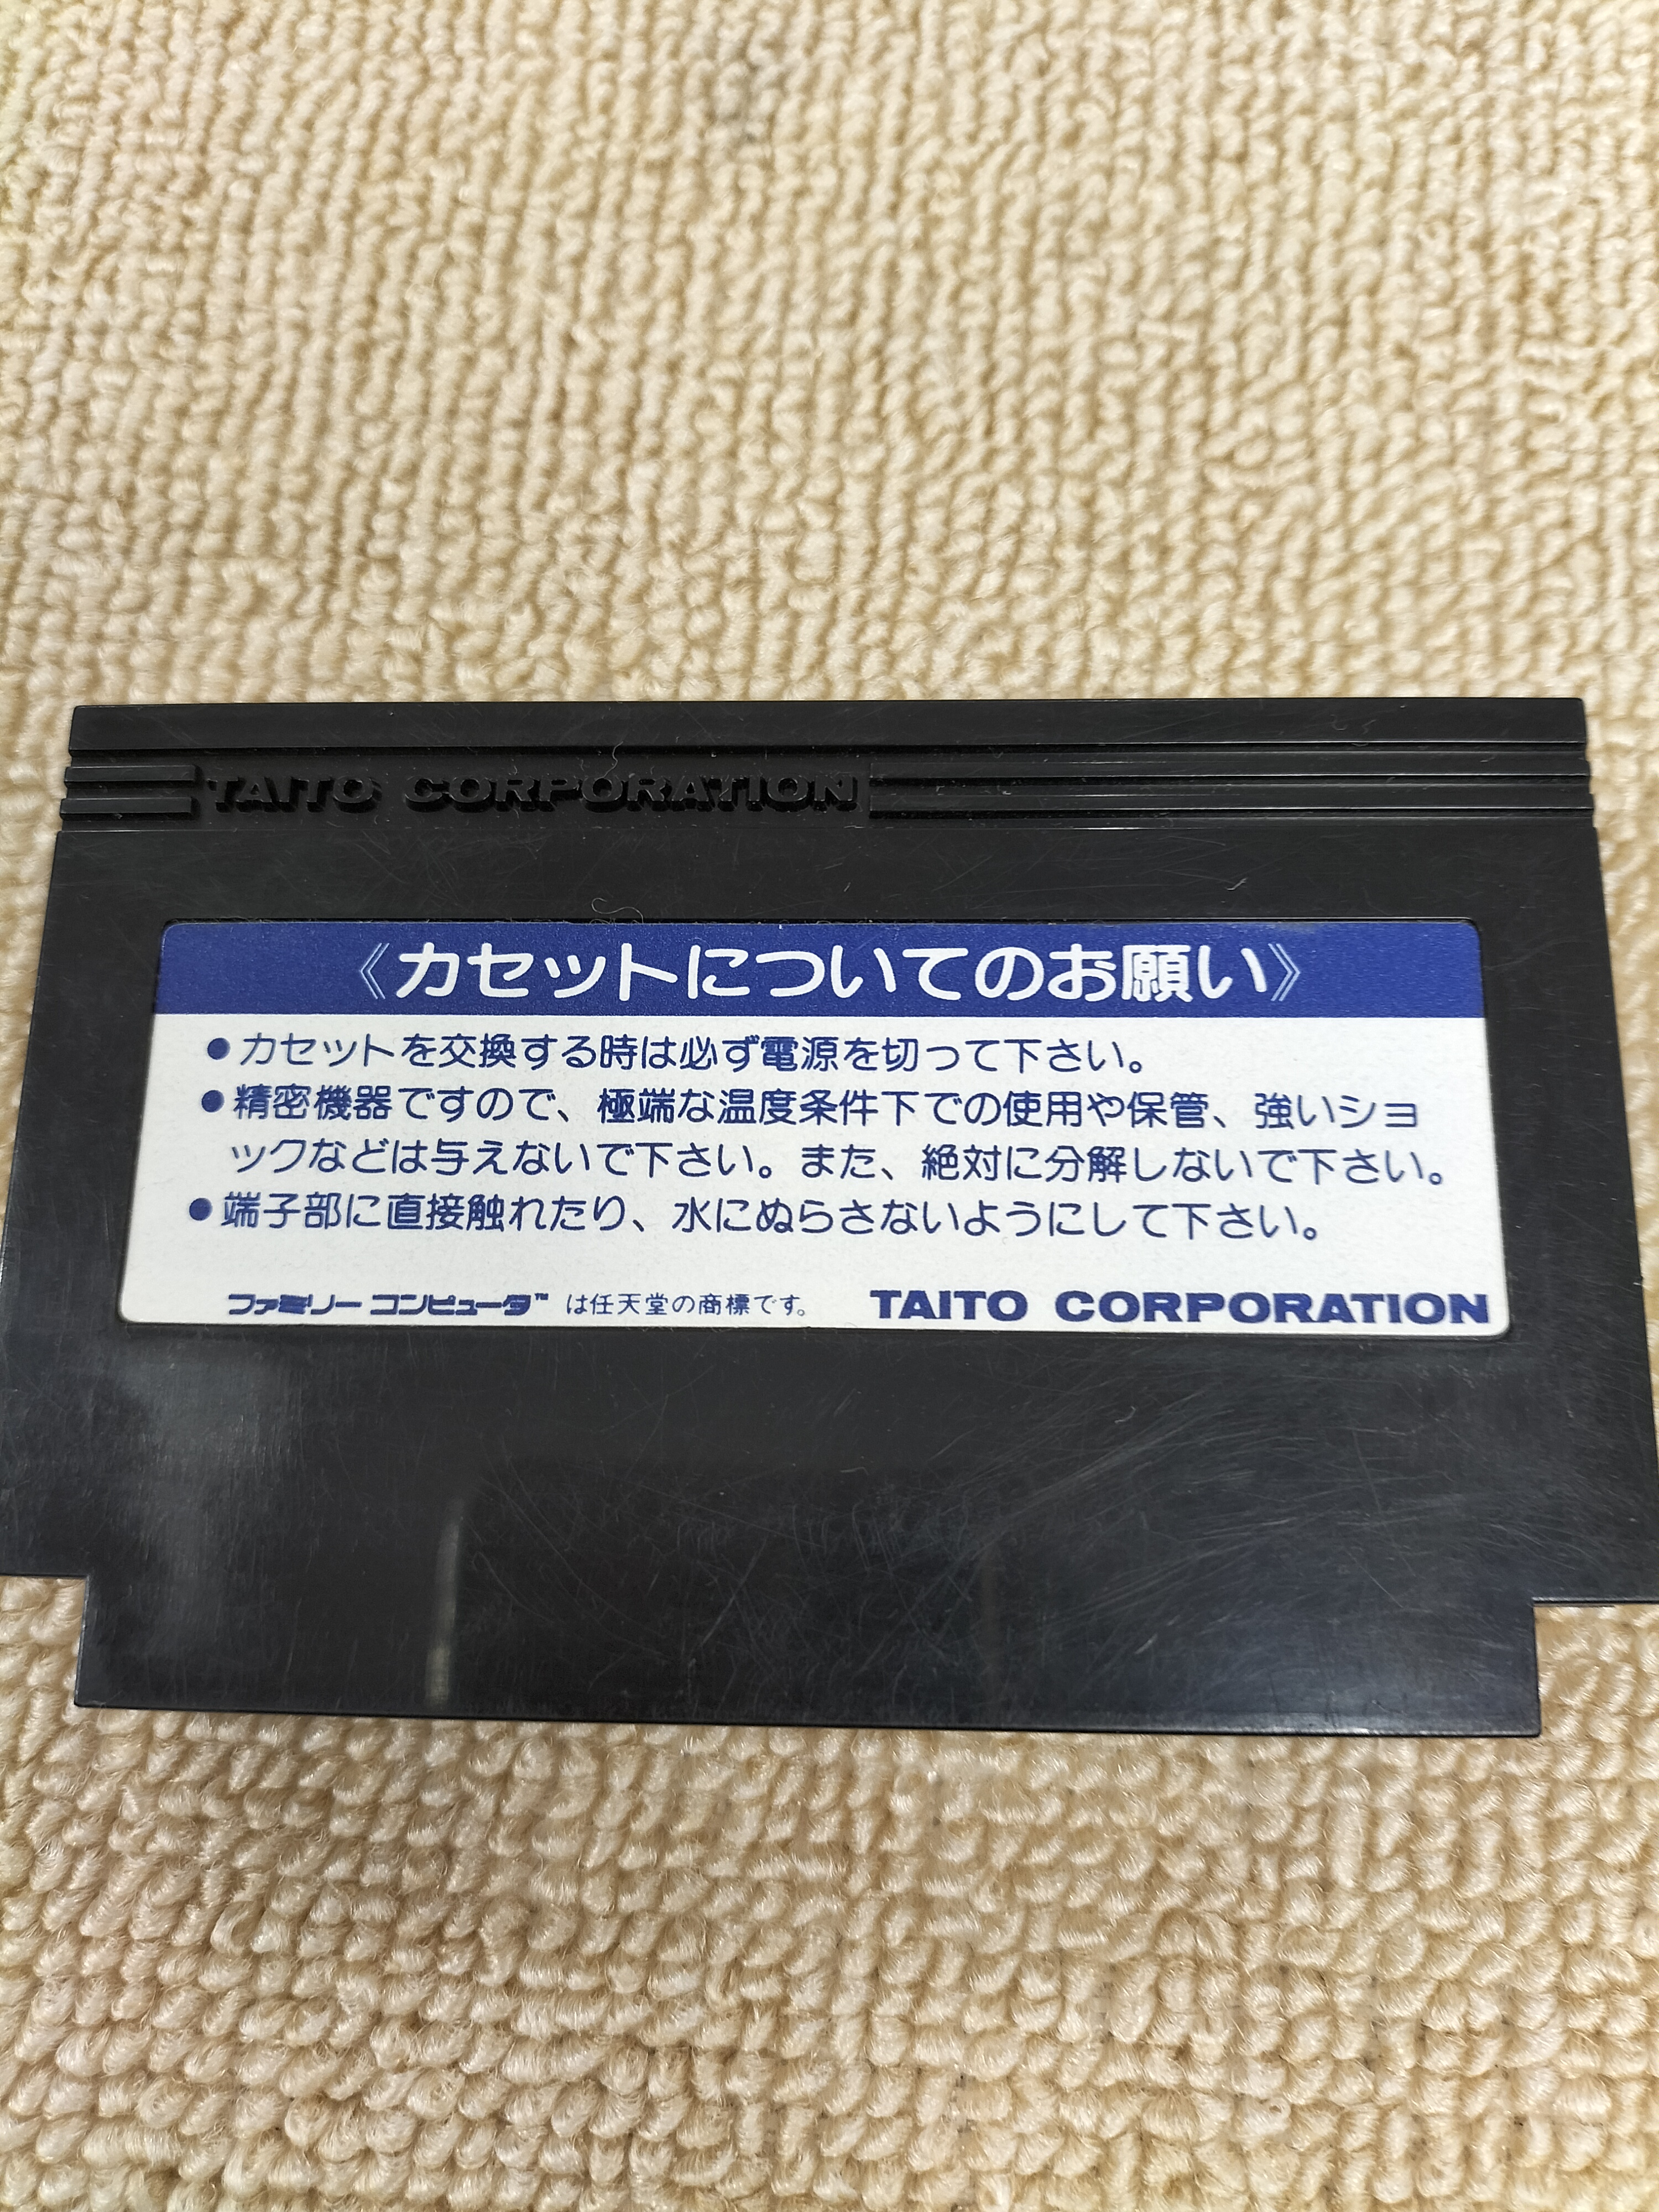 TAITO CORPORATION
《カセットについてのお願い》
●カセットを交換する時は必ず電源を切って下さい。
●精密機器ですので、極端な温度条件下での使用や保管、強いショ
ックなどは与えないで下さい。また、絶対に分解しないで下さい。
●端子部に直接触れたり、水にぬらさないようにして下さい。
ファミリーコンピュータ™は任天堂の商標です。 TAITO CORPORATION